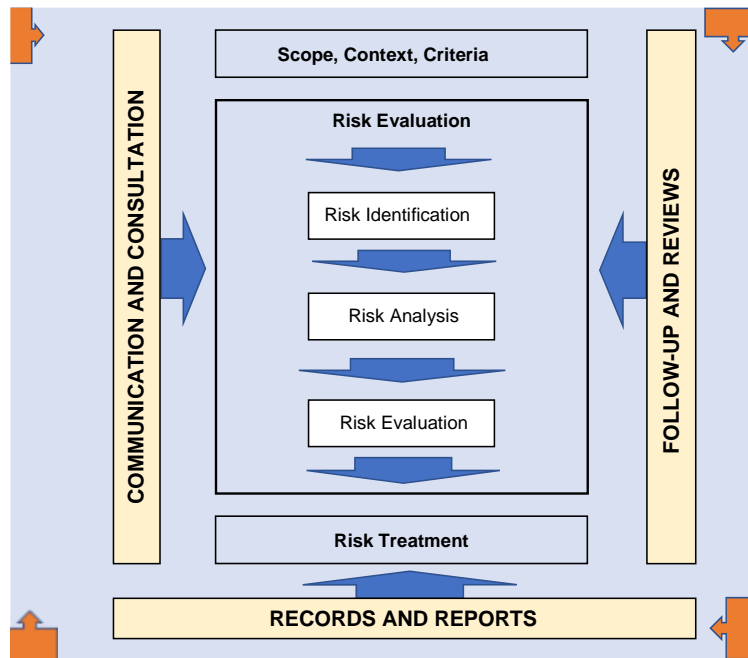 Scope, Context, Criteria
COMMUNICATION AND CONSULTATION
Risk Evaluation
Risk Identification
Risk Analysis
Risk Evaluation
FOLLOW-UP AND REVIEWS
Risk Treatment
RECORDS AND REPORTS